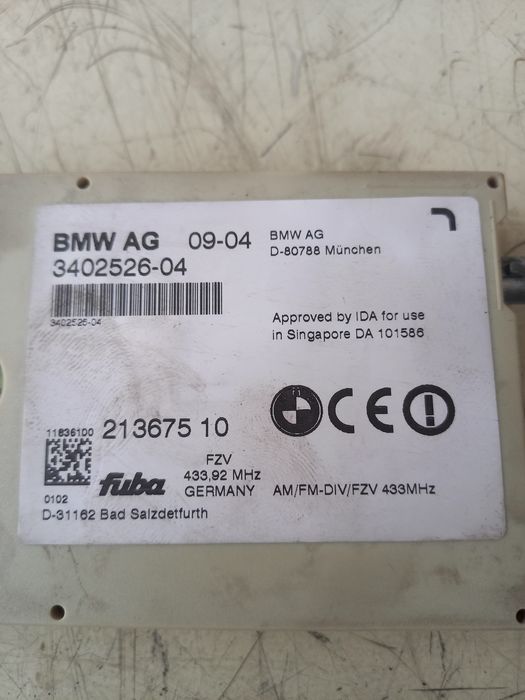 BMW AG 09-04
3402526-04
3402526-04
BMW AG
D-80788 München
Approved by IDA for use
in Singapore DA 101586
11836100
213675 10
FZV
433,92 MHz
0102
fuba
GERMANY
AM/FM-DIV/FZV 433MHz
D-31162 Bad Salzdetfurth
CE